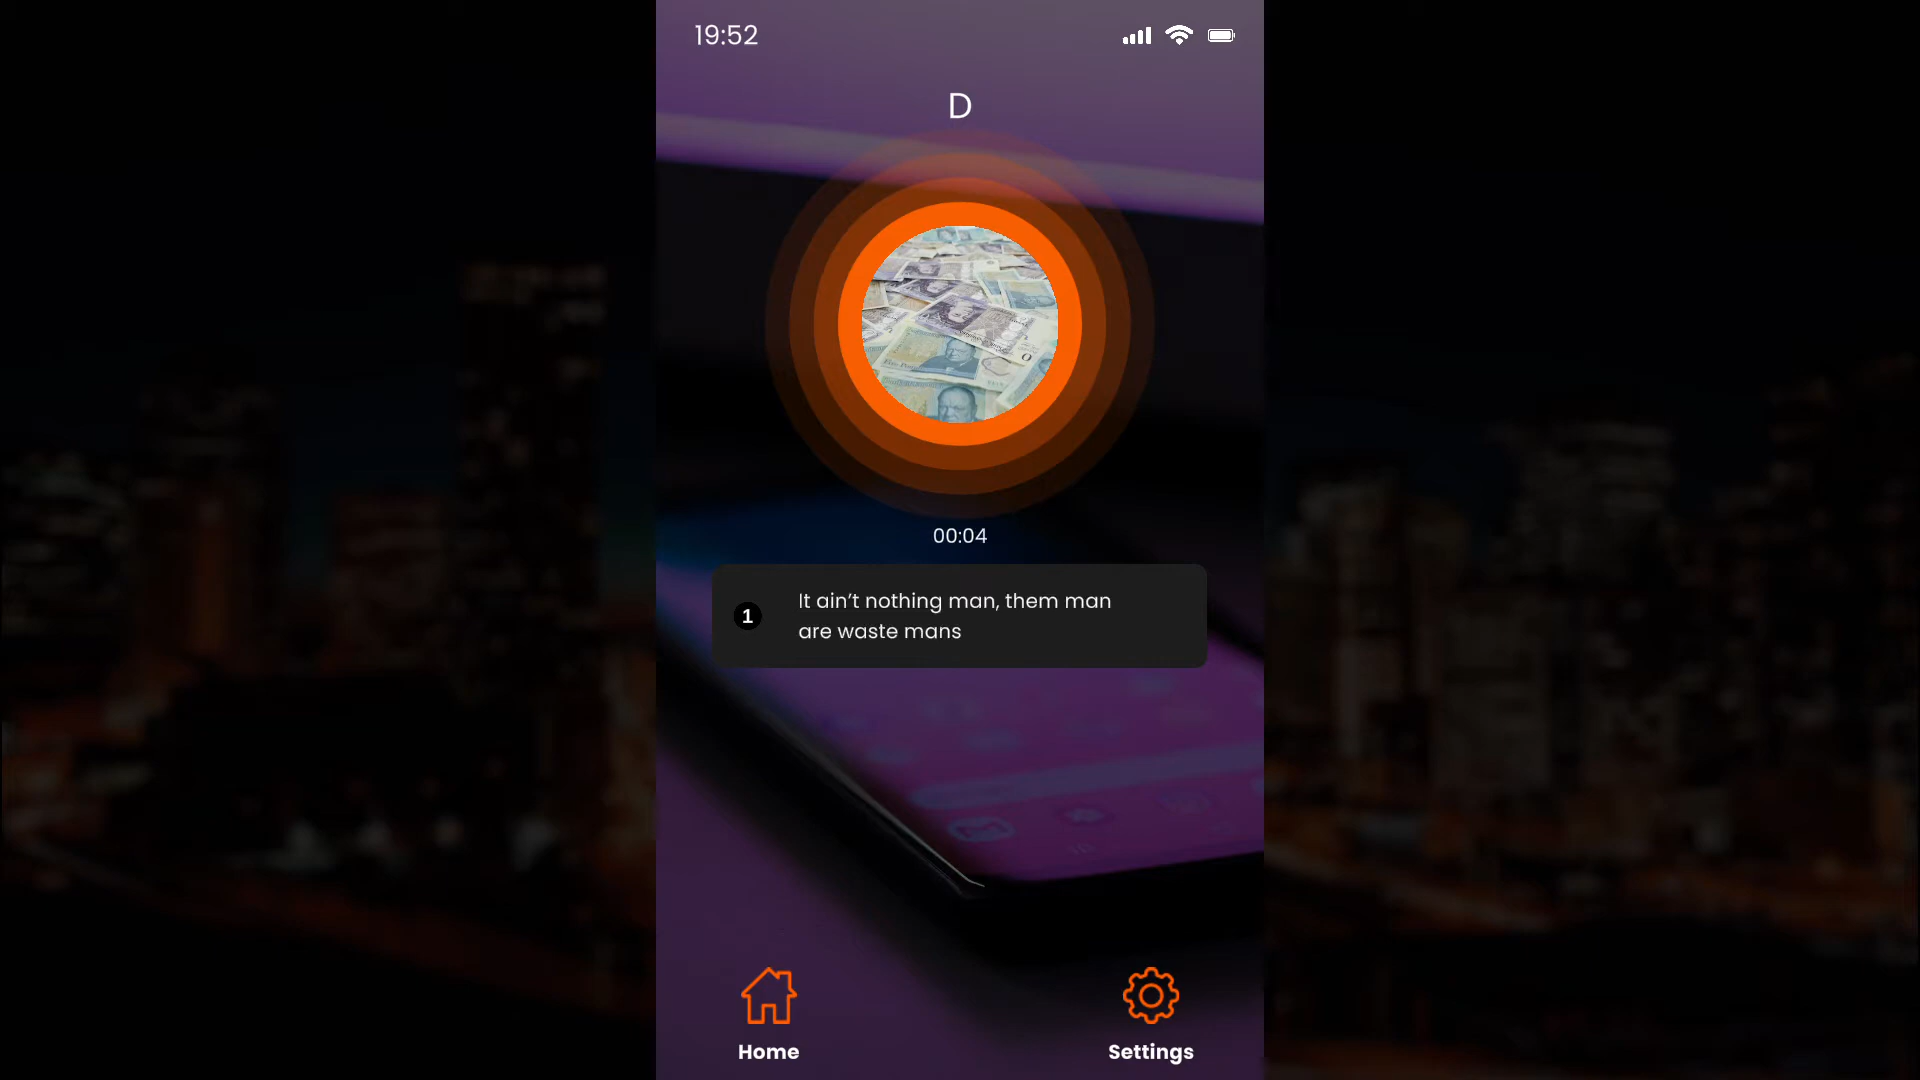 19:52
D
00:04
1
It ain't nothing man, them man
are waste mans
Home
Settings